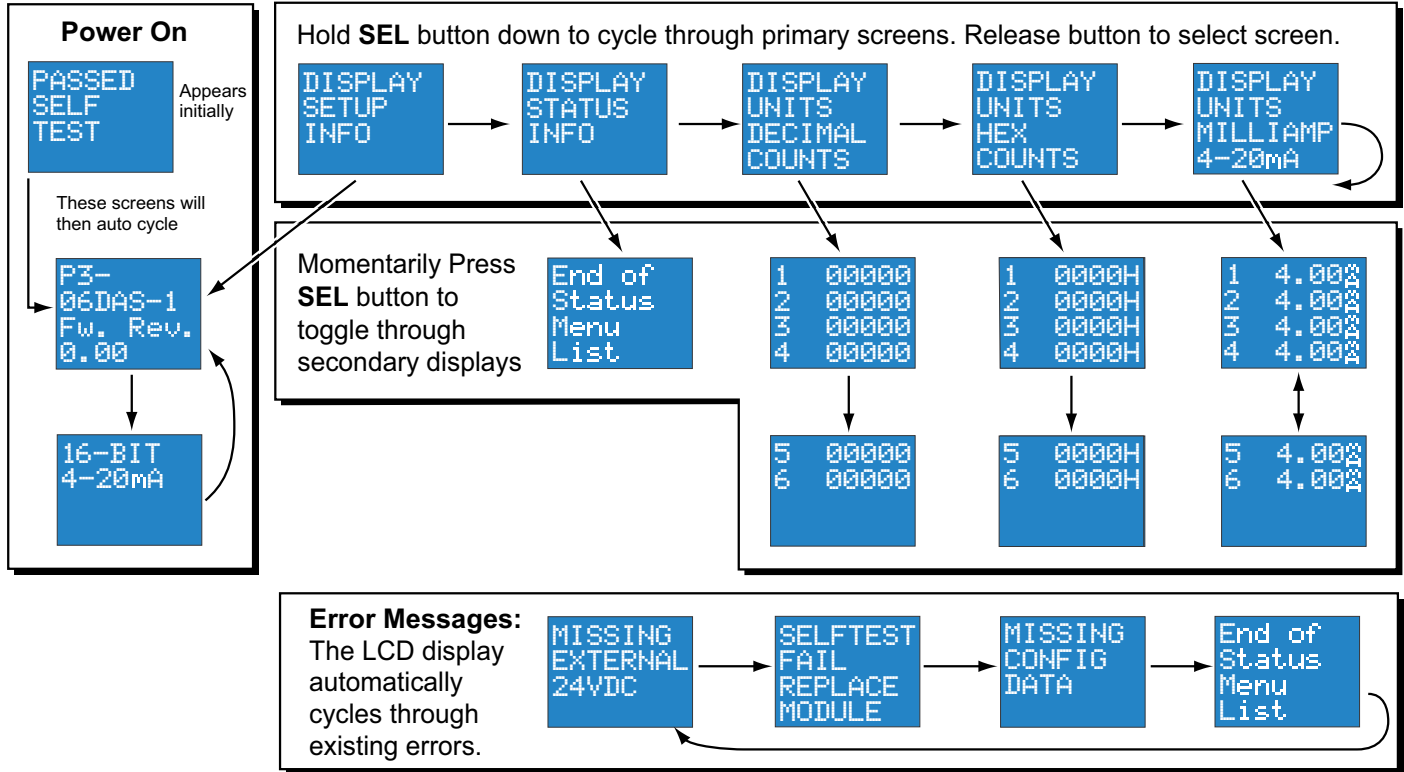 Power On
PASSED
SELF
TEST
Appears
initially
These screens will
then auto cycle
P3-
06DAS-1
Fw. Rev.
0.00
16-BIT
4-20mA
Hold SEL button down to cycle through primary screens. Release button to select screen.
DISPLAY
SETUP
INFO
DISPLAY
STATUS
INFO
DISPLAY
UNITS
DECIMAL
COUNTS
DISPLAY
UNITS
HEX
COUNTS
DISPLAY
UNITS
MILLIAMP
4-20mA
Momentarily Press
SEL button to
toggle through
secondary displays
End of
Status
Menu
List
1 00000
2 00000
3 00000
4 00000
1 0000H
2 0000H
3 0000H
4 0000H
1 4.00mA
2 4.00mA
3 4.00mA
4 4.00mA
5 00000
6 00000
5 0000H
6 0000H
5 4.00mA
6 4.00mA
Error Messages:
The LCD display
automatically
cycles through
existing errors.
MISSING
EXTERNAL
24VDC
SELFTEST
FAIL
REPLACE
MODULE
MISSING
CONFIG
DATA
End of
Status
Menu
List